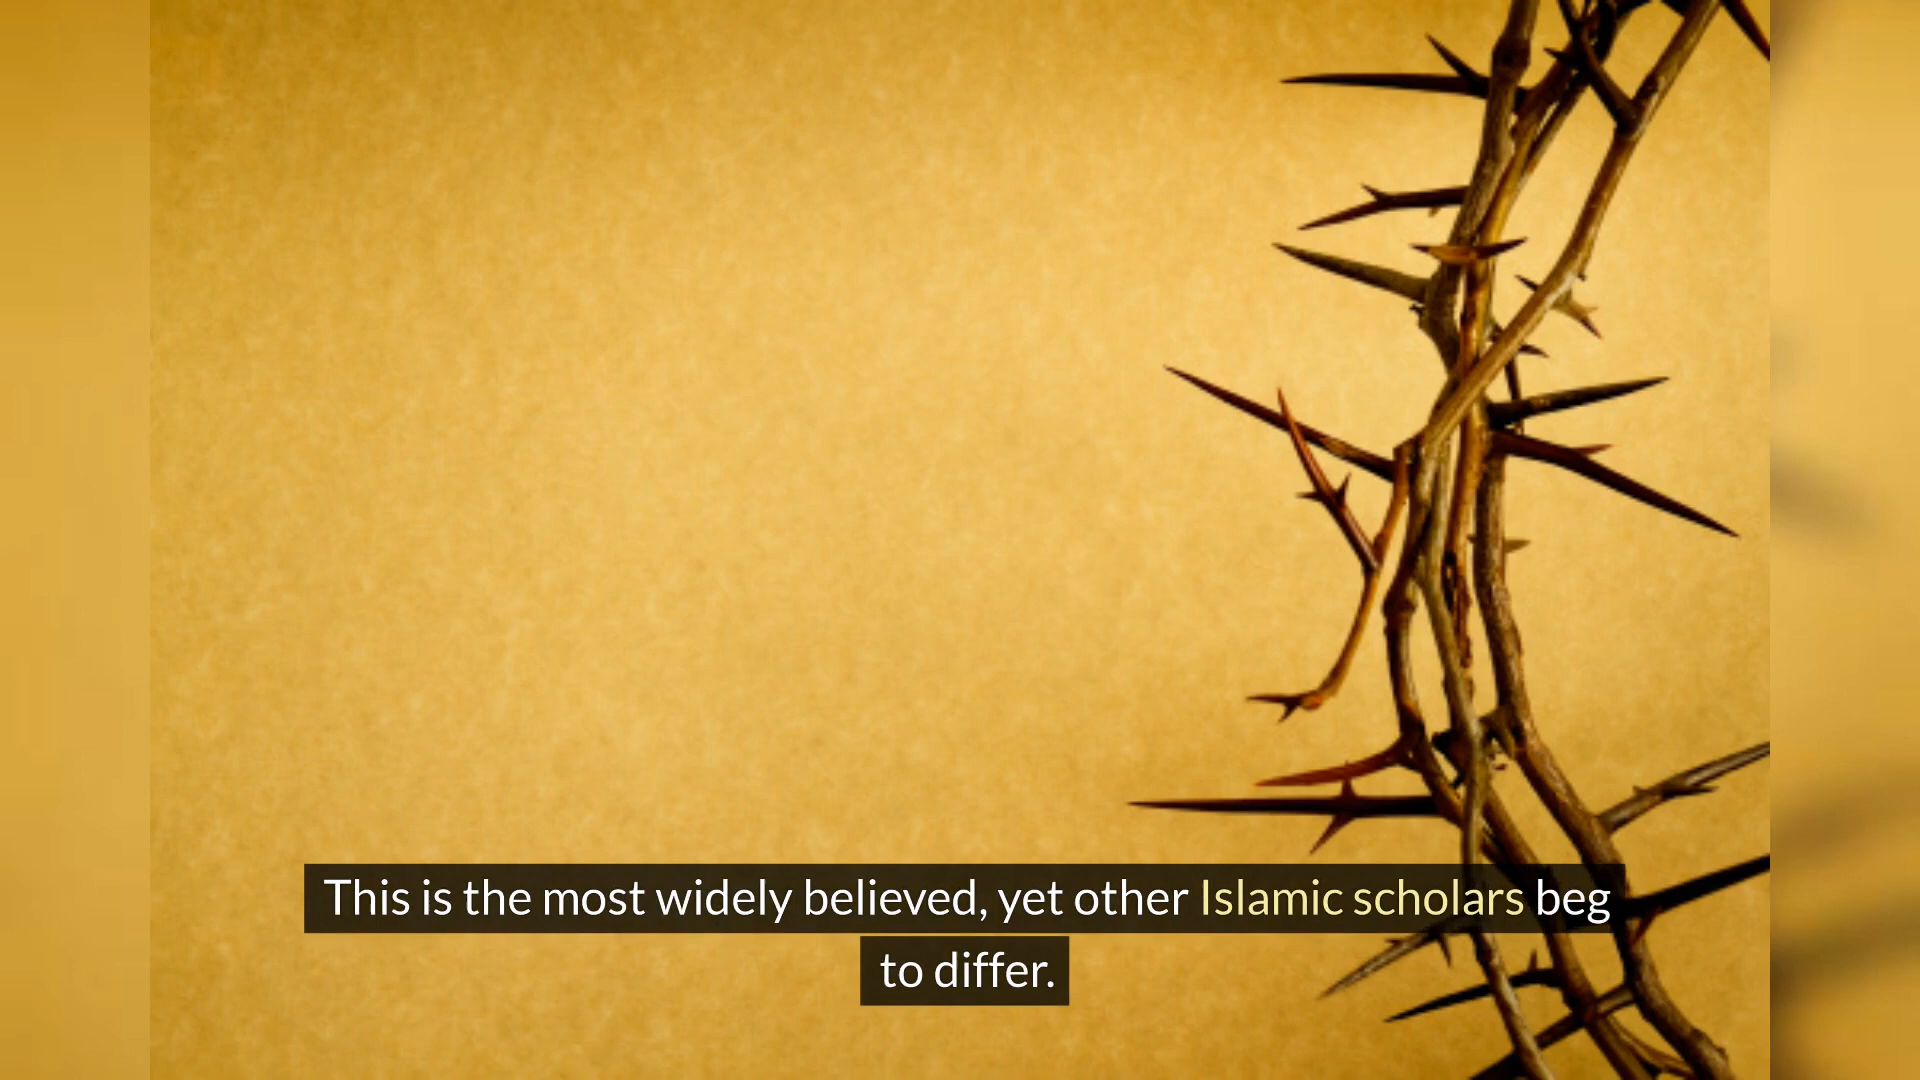 This is the most widely believed, yet other Islamic scholars beg
to differ.